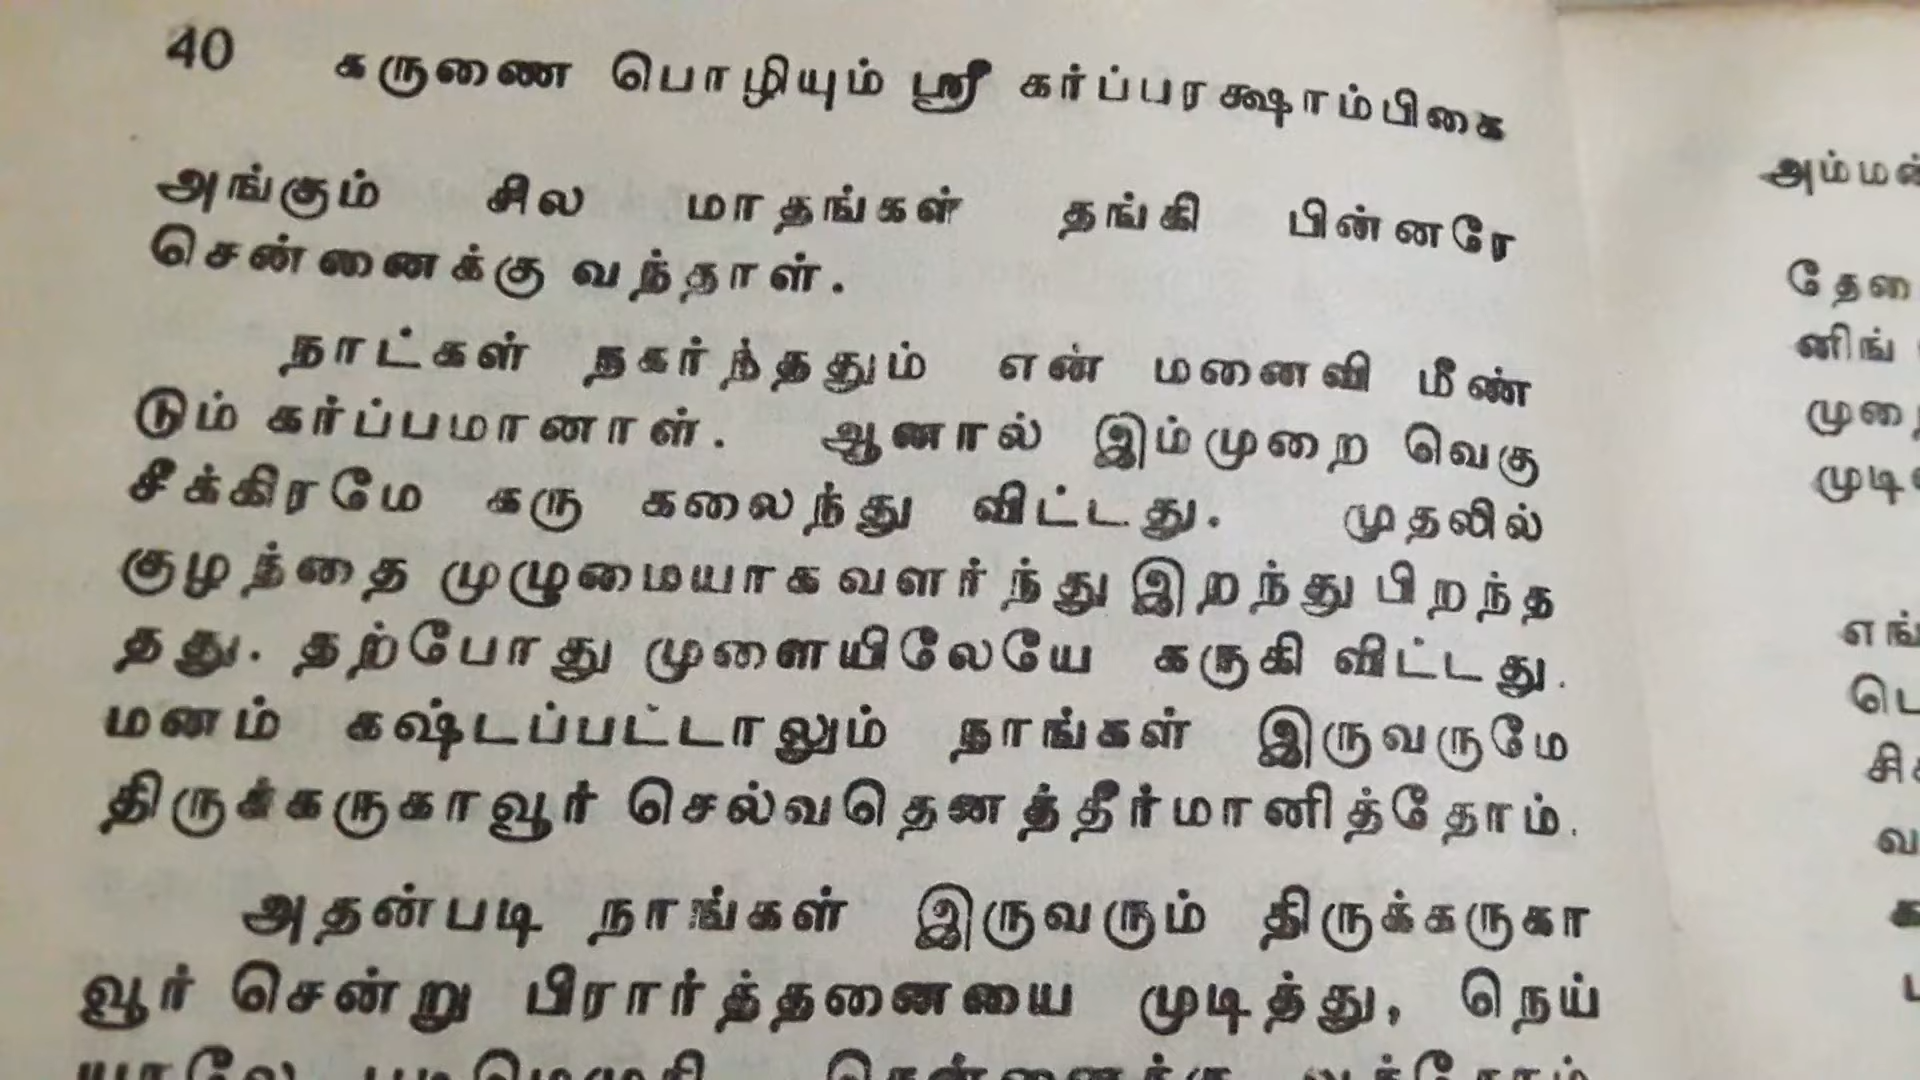 40 கருணை பொழியும் ஸ்ரீ கர்ப்பரக்ஷாம்பிகை
அங்கும் சில மாதங்கள் தங்கி பின்னரே
சென்னைக்கு வந்தாள்.
நாட்கள் நகர்ந்ததும் என் மனைவி மீண்
டும் கர்ப்பமானாள். ஆனால் இம்முறை வெகு
சீக்கிரமே கரு கலைந்து விட்டது. முதலில்
குழந்தை முழுமையாக வளர்ந்து இறந்து பிறந்த
தது. தற்போது முளையிலேயே கருகி விட்டது.
மனம் கஷ்டப்பட்டாலும் நாங்கள் இருவருமே
திருக்கருகாவூர் செல்வதெனத்தீர்மானித்தோம்.
அதன்படி நாங்கள் இருவரும் திருக்கருகா
வூர் சென்று பிரார்த்தனையை முடித்து, நெய்